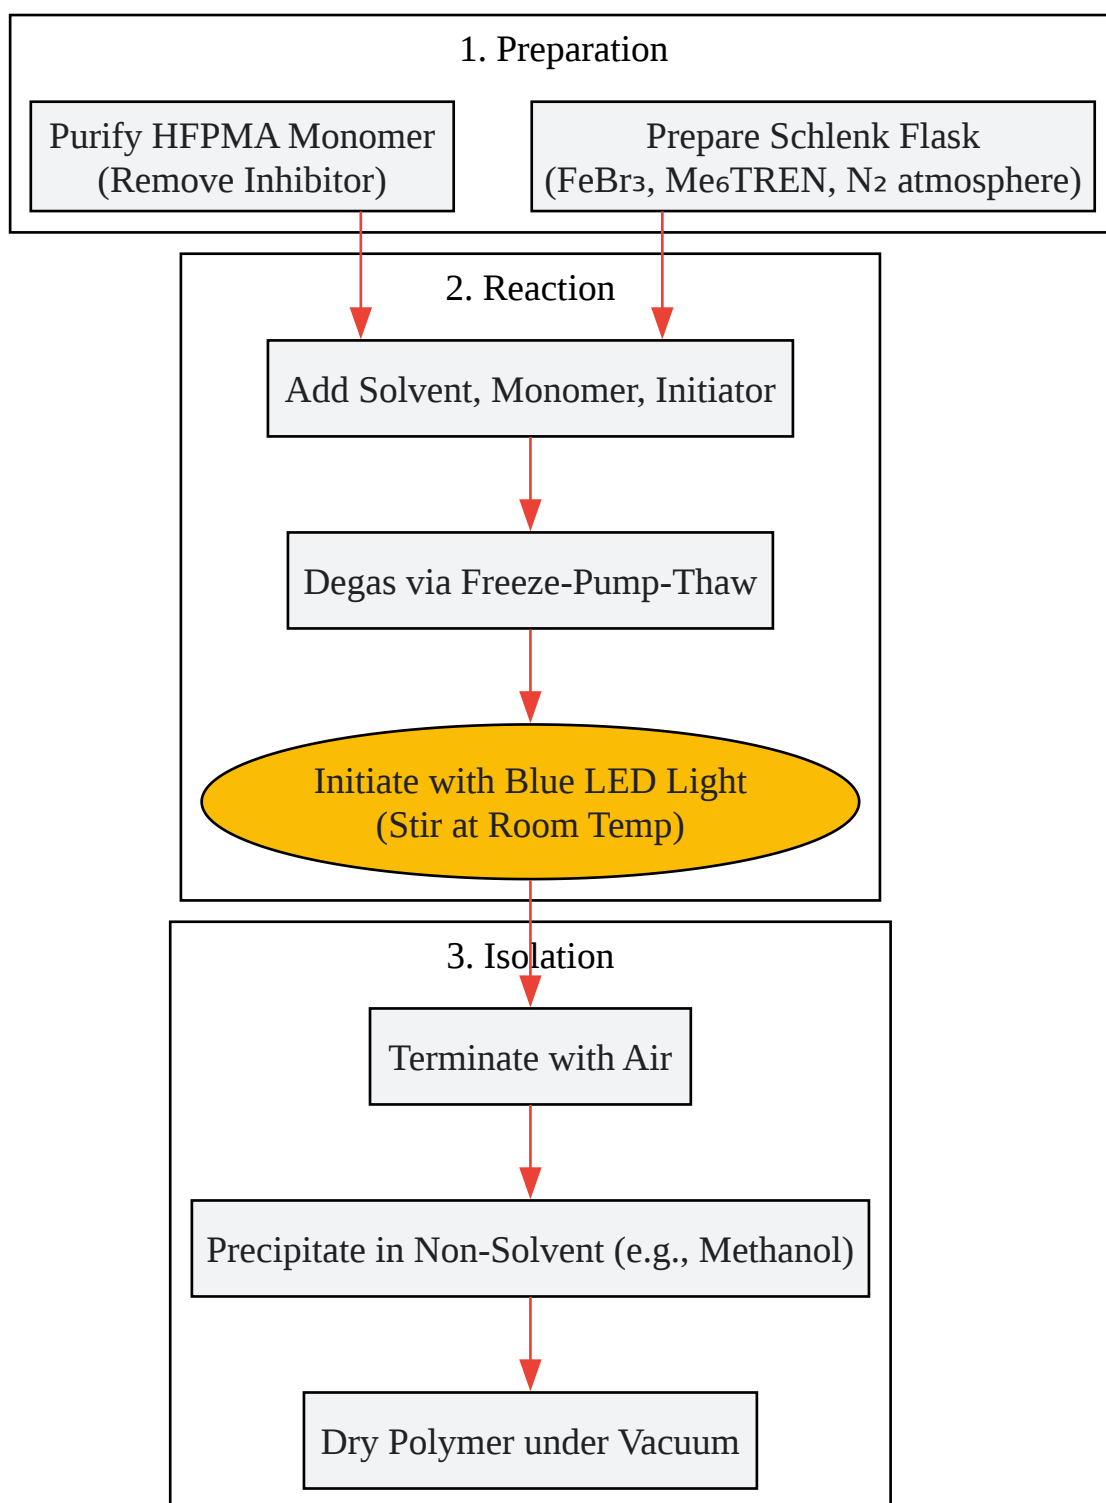 1. Preparation
Purify HFPMA Monomer
(Remove Inhibitor)
Prepare Schlenk Flask
(FeBr₃, Me₆TREN, N₂ atmosphere)
2. Reaction
Add Solvent, Monomer, Initiator
Degas via Freeze-Pump-Thaw
Initiate with Blue LED Light
(Stir at Room Temp)
3. Isolation
Terminate with Air
Precipitate in Non-Solvent (e.g., Methanol)
Dry Polymer under Vacuum